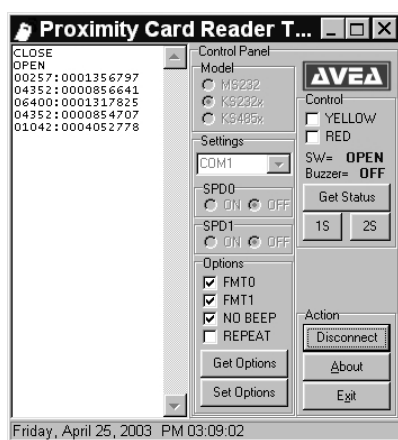 Proximity Card Reader T...
CLOSE
OPEN
00257:0001356797
04352:0000856641
06400:0001317825
04352:0000854707
01042:0004052778
Control Panel
Model
MS232
KS232x
KS485x
Settings
COM1
SPD0
ON OFF
SPD1
ON OFF
Options
FMT0
FMT1
NO BEEP
REPEAT
Get Options
Set Options
AVEA
Control
YELLOW
RED
SW= OPEN
Buzzer= OFF
Get Status
1S 2S
Action
Disconnect
About
Exit
Friday, April 25, 2003 PM 03:09:02